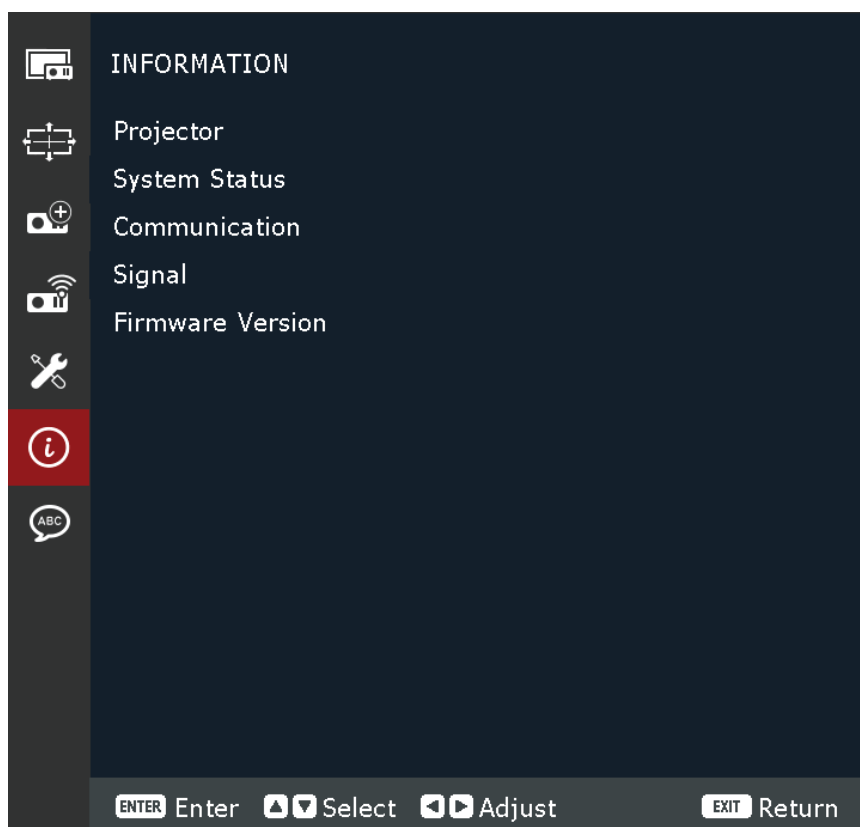 INFORMATION
Projector
System Status
Communication
Signal
Firmware Version
ABC
ENTER Enter Select Adjust EXIT Return